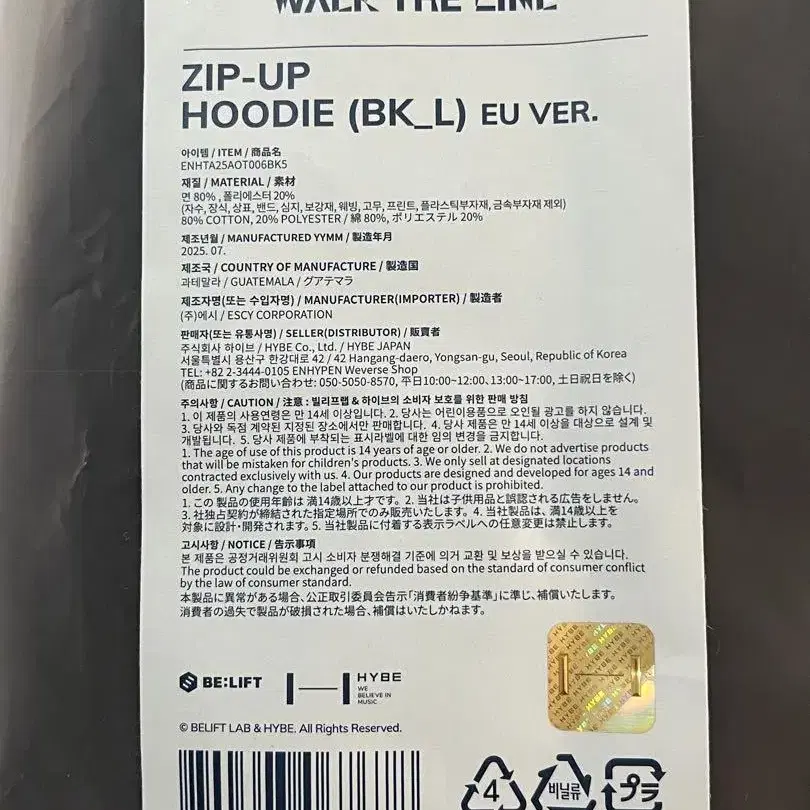 WALK THE LINE
ZIP-UP
HOODIE (BK_L) EU VER.
아이템 / ITEM / 商品名
ENHTA25AOT006BK5
재질 / MATERIAL / 素材
면 80% , 폴리에스터 20%
(자수, 장식, 상표, 밴드, 심지, 보강재, 웨빙, 고무, 프린트, 플라스틱부자재, 금속부자재 제외)
80% COTTON, 20% POLYESTER / 綿 80%, ポリエステル 20%
제조년월 / MANUFACTURED YYMM / 製造年月
2025. 07.
제조국 / COUNTRY OF MANUFACTURE / 製造国
과테말라 / GUATEMALA / グアテマラ
제조자명(또는 수입자명) / MANUFACTURER(IMPORTER) / 製造者
(주)에시 / ESCY CORPORATION
판매자(또는 유통사명) / SELLER(DISTRIBUTOR) / 販賣者
주식회사 하이브 / HYBE Co., Ltd. / HYBE JAPAN
서울특별시 용산구 한강대로 42 / 42 Hangang-daero, Yongsan-gu, Seoul, Republic of Korea
TEL: +82 2-3444-0105 ENHYPEN Weverse Shop
(商品に関するお問い合わせ: 050-5050-8570, 平日10:00~12:00、13:00~17:00, 土日祝日を除く)
주의사항 / CAUTION / 注意 : 빌리프랩 & 하이브의 소비자 보호를 위한 판매 방침
1. 이 제품의 사용연령은 만 14세 이상입니다. 2. 당사는 어린이용품으로 오인될 광고를 하지 않습니다.
3. 당사와 독점 계약된 지정된 장소에서만 판매합니다. 4. 당사 제품은 만 14세 이상을 대상으로 설계 및
개발됩니다. 5. 당사 제품에 부착되는 표시라벨에 대한 임의 변경을 금지합니다.
1. The age of use of this product is 14 years of age or older. 2. We do not advertise products
that will be mistaken for children's products. 3. We only sell at designated locations
contracted exclusively with us. 4. Our products are designed and developed for ages 14 and
older. 5. Any change to the label attached to our product is prohibited.
1. この 製品の使用年齢は 満14歳以上才です。2. 当社は子供用品と誤認される広告をしません。
3. 社独占契約が締結された指定場所でのみ販売いたします。4. 当社製品は、満14歳以上を
対象に設計・開発されます。5. 当社製品に付着する表示ラベルへの任意変更は禁止します。
고시사항 / NOTICE / 告示事項
본 제품은 공정거래위원회 고시 소비자 분쟁해결 기준에 의거 교환 및 보상을 받으실 수 있습니다.
The product could be exchanged or refunded based on the standard of consumer conflict
by the law of consumer standard.
本製品に異常がある場合、公正取引委員会告示「消費者紛争基準」に準じ、補償いたします。
消費者の過失で製品が破損された場合、補償はいたしかねます。
BE:LIFT
HYBE
WE
BELIEVE IN
MUSIC
© BELIFT LAB & HYBE. All Rights Reserved.
4
비닐류
プラ